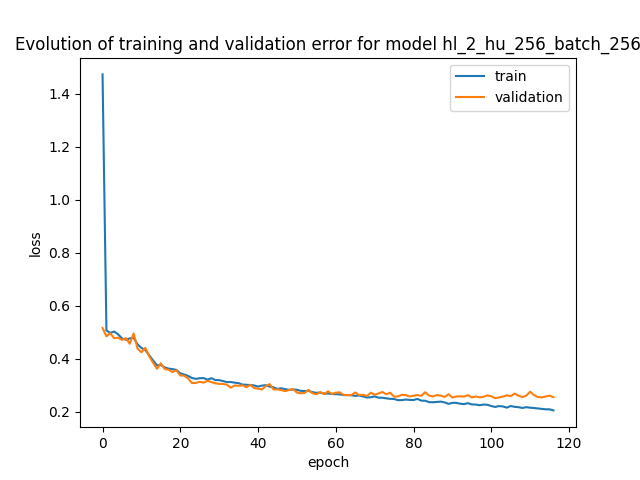 Evolution of training and validation error for model hl_2_hu_256_batch_256
train
validation
1.4
1.2
1.0
0.8
0.6
0.4
0.2
loss
0
20
40
60
80
100
120
epoch